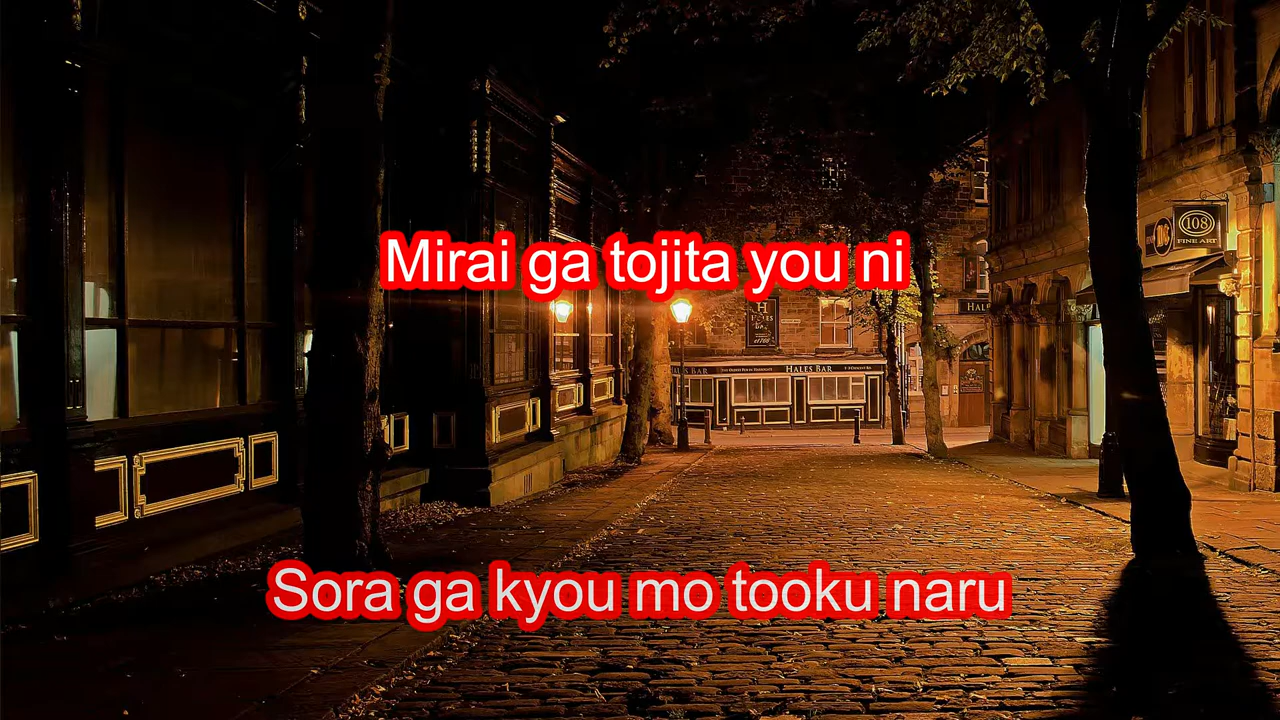 Mirai ga tojita you ni
108
FINE ART
HALES BAR
Sora ga kyou mo tooku naru